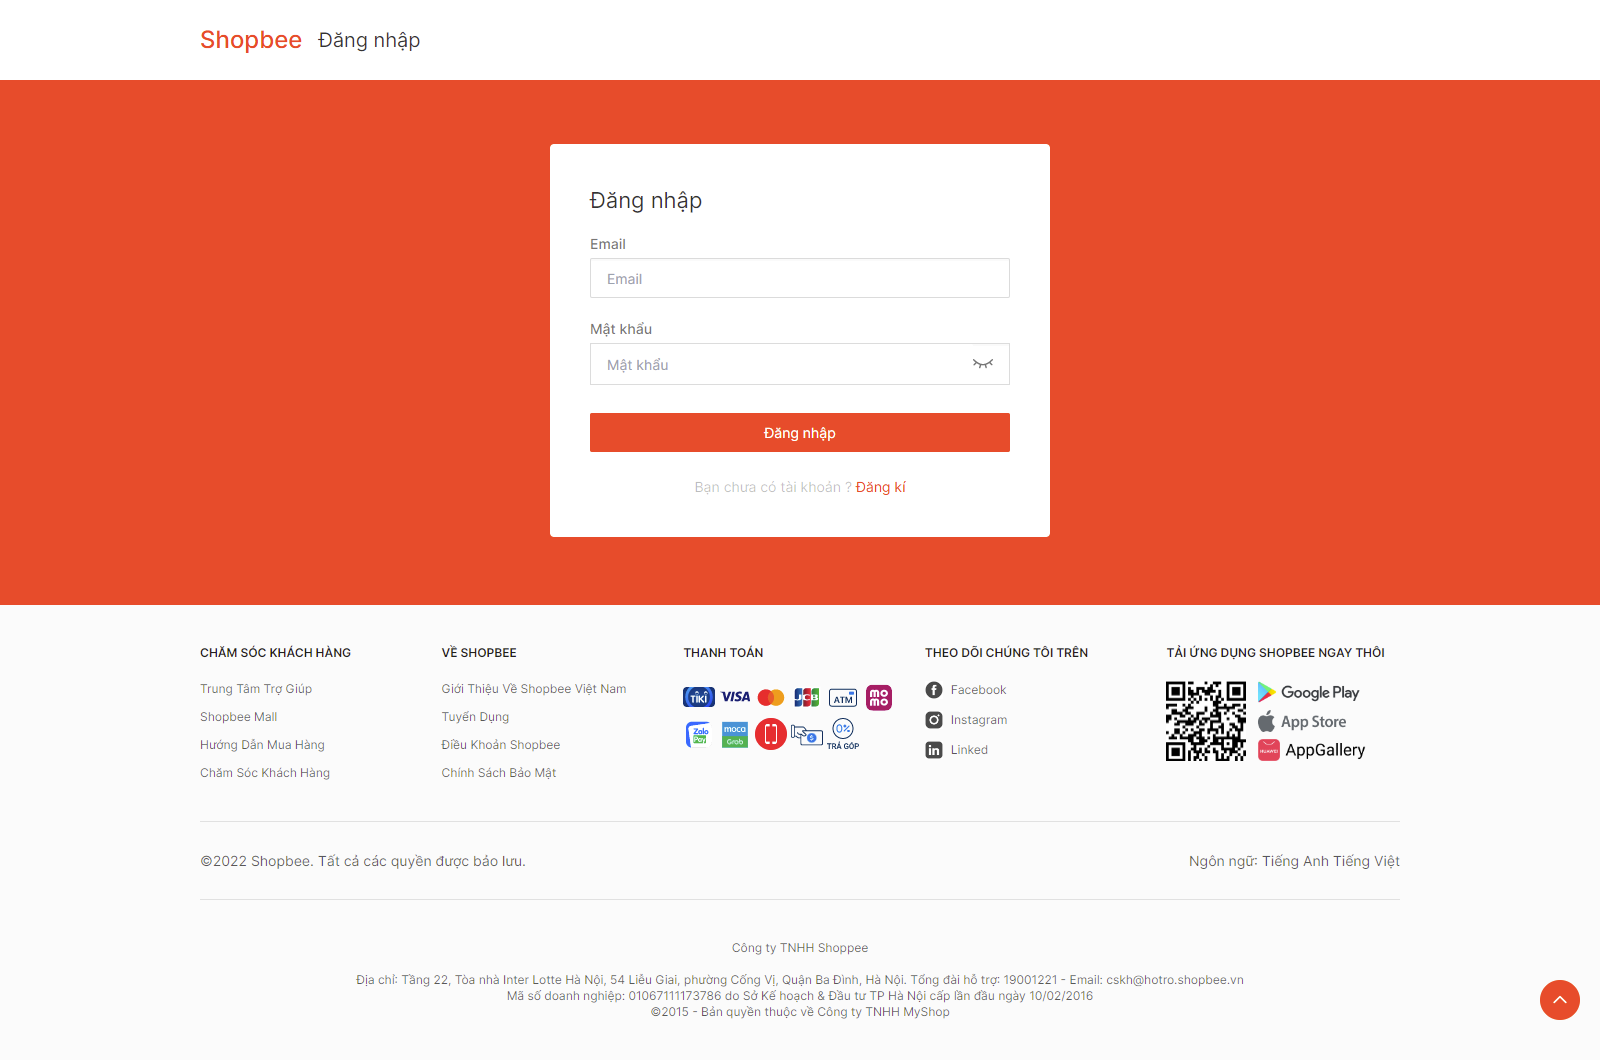 Shopbee Đăng nhập
Đăng nhập
Email
Email
Mật khẩu
Mật khẩu
Đăng nhập
Bạn chưa có tài khoản ? Đăng kí
CHĂM SÓC KHÁCH HÀNG
Trung Tâm Trợ Giúp
Shopbee Mall
Hướng Dẫn Mua Hàng
Chăm Sóc Khách Hàng
VỀ SHOPBEE
Giới Thiệu Về Shopbee Việt Nam
Tuyển Dụng
Điều Khoản Shopbee
Chính Sách Bảo Mật
THANH TOÁN
TIKI VISA JCB ATM mo mo
Zalo Pay moca Grab 0% TRẢ GÓP
THEO DÕI CHÚNG TÔI TRÊN
Facebook
Instagram
Linked
TẢI ỨNG DỤNG SHOPBEE NGAY THÔI
Google Play
App Store
HUAWEI AppGallery
©2022 Shopbee. Tất cả các quyền được bảo lưu.
Ngôn ngữ: Tiếng Anh Tiếng Việt
Công ty TNHH Shoppee
Địa chỉ: Tầng 22, Tòa nhà Inter Lotte Hà Nội, 54 Liễu Giai, phường Cống Vị, Quận Ba Đình, Hà Nội. Tổng đài hỗ trợ: 19001221 - Email: cskh@hotro.shopbee.vn
Mã số doanh nghiệp: 01067111173786 do Sở Kế hoạch & Đầu tư TP Hà Nội cấp lần đầu ngày 10/02/2016
©2015 - Bản quyền thuộc về Công ty TNHH MyShop